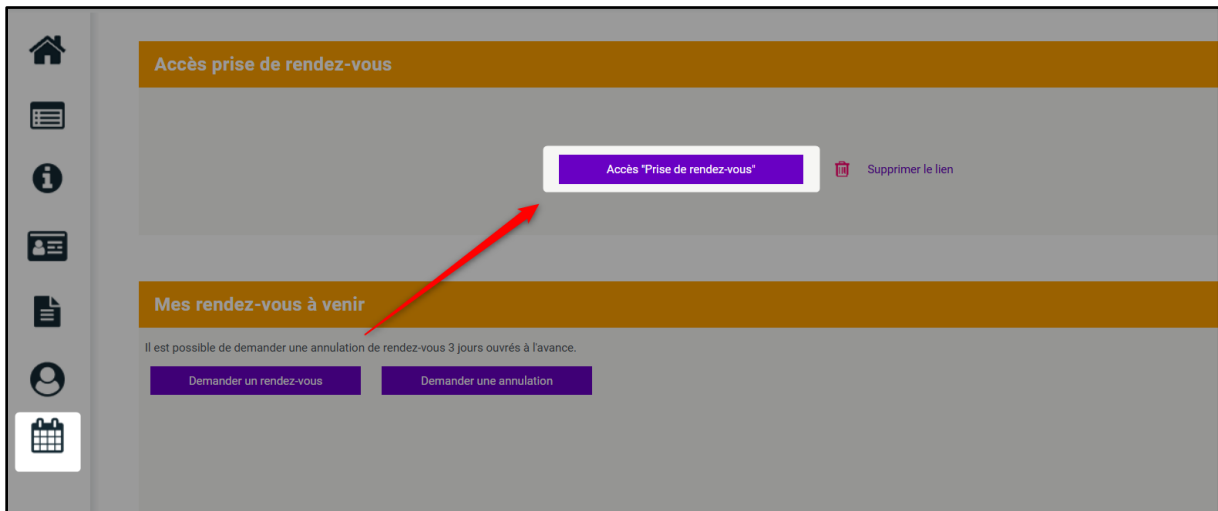 Accès prise de rendez-vous
Accès "Prise de rendez-vous"
Supprimer le lien
Mes rendez-vous à venir
Il est possible de demander une annulation de rendez-vous 3 jours ouvrés à l'avance.
Demander un rendez-vous
Demander une annulation